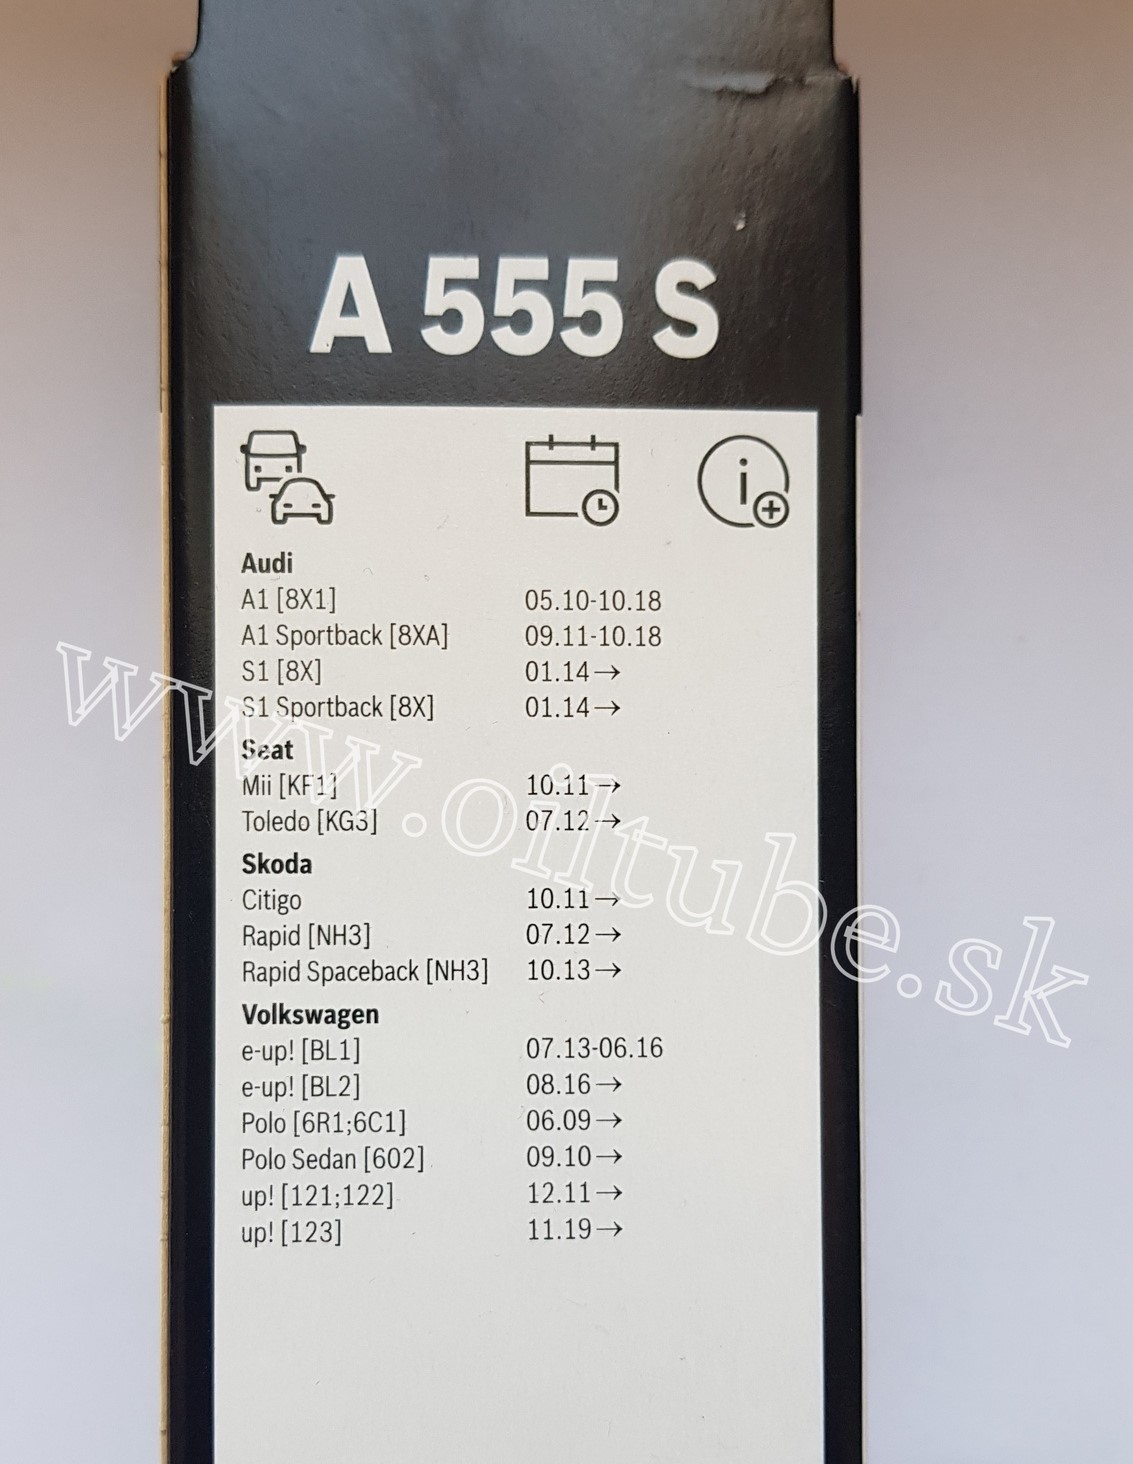 A 555 S
Audi
A1 [8X1] 05.10-10.18
A1 Sportback [8XA] 09.11-10.18
S1 [8X] 01.14→
S1 Sportback [8X] 01.14→
Seat
Mii [KF1] 10.11→
Toledo [KG3] 07.12→
Skoda
Citigo 10.11→
Rapid [NH3] 07.12→
Rapid Spaceback [NH3] 10.13→
Volkswagen
e-up! [BL1] 07.13-06.16
e-up! [BL2] 08.16→
Polo [6R1;6C1] 06.09→
Polo Sedan [602] 09.10→
up! [121;122] 12.11→
up! [123] 11.19→
www.oiltube.sk